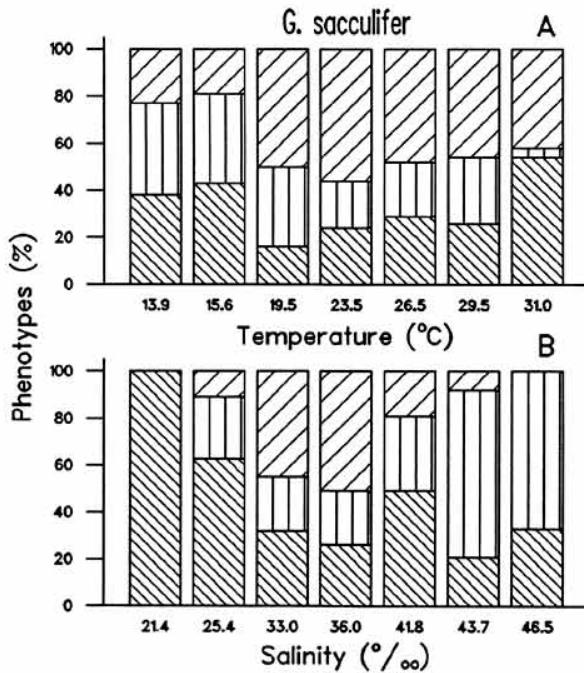 G. sacculifer
A
100
80
60
40
20
0
13.9 15.6 19.5 23.5 26.5 29.5 31.0
Temperature (°C)
Phenotypes (%)
B
100
80
60
40
20
0
21.4 25.4 33.0 36.0 41.8 43.7 46.5
Salinity (°/∞)